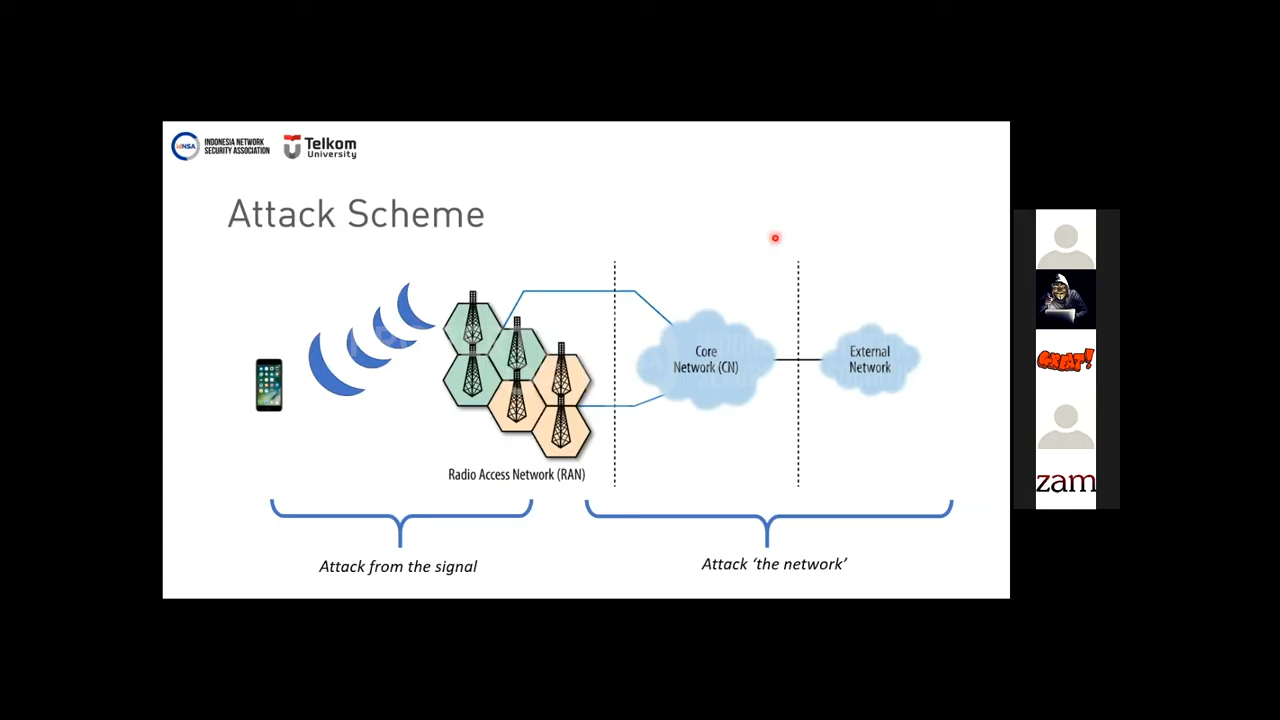 INSA
INDONESIA NETWORK
SECURITY ASSOCIATION
Telkom
University
Attack Scheme
Core
Network (CN)
External
Network
Radio Access Network (RAN)
Attack from the signal
Attack ‘the network’
zam